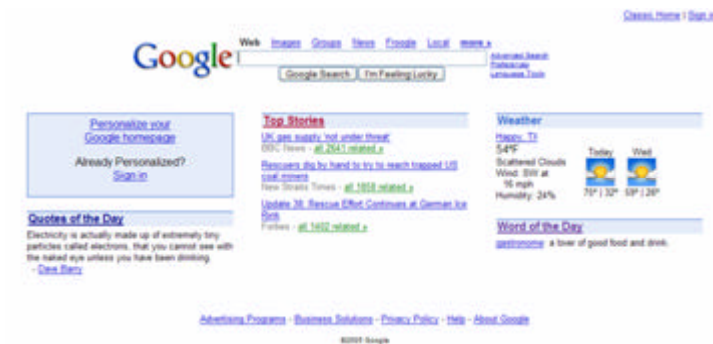 Classic Home | Sign in
Google
Web Images Groups News Froogle Local more »
Advanced Search
Preferences
Language Tools
Google Search I'm Feeling Lucky
Personalize your
Google homepage
Already Personalized?
Sign in
Quotes of the Day
Electricity is actually made up of extremely tiny
particles called electrons, that you cannot see with
the naked eye unless you have been drinking.
- Dave Barry
Top Stories
UK gas supply 'not under threat'
BBC News - all 2641 related »
Rescuers dig by hand to try to reach trapped US
coal miners
New Straits Times - all 1858 related »
Update 38: Rescue Effort Continues at German Ice
Rink
Forbes - all 1402 related »
Weather
Happy, TX
54°F
Scattered Clouds
Wind: SW at
16 mph
Humidity: 24%
Today
70° | 32°
Wed
59° | 26°
Word of the Day
gastronome: a lover of good food and drink.
Advertising Programs - Business Solutions - Privacy Policy - Help - About Google
©2005 Google